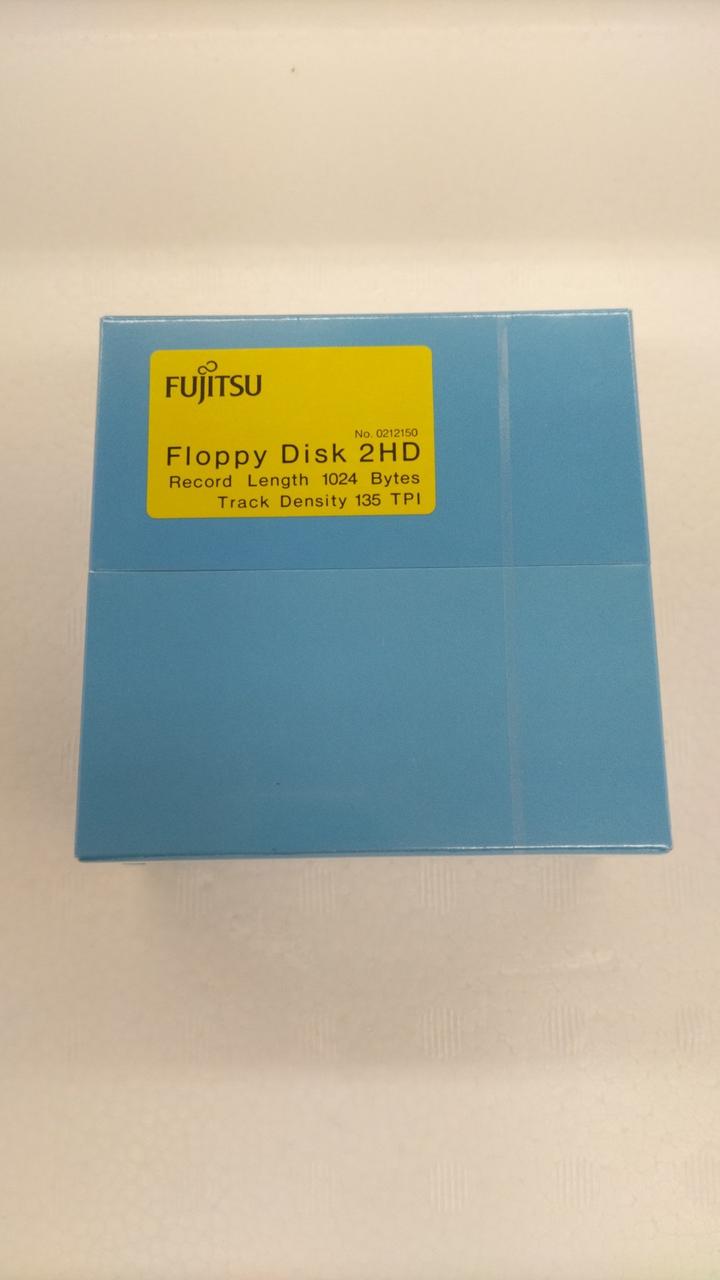 FUJITSU
No. 0212150
Floppy Disk 2HD
Record Length 1024 Bytes
Track Density 135 TPI